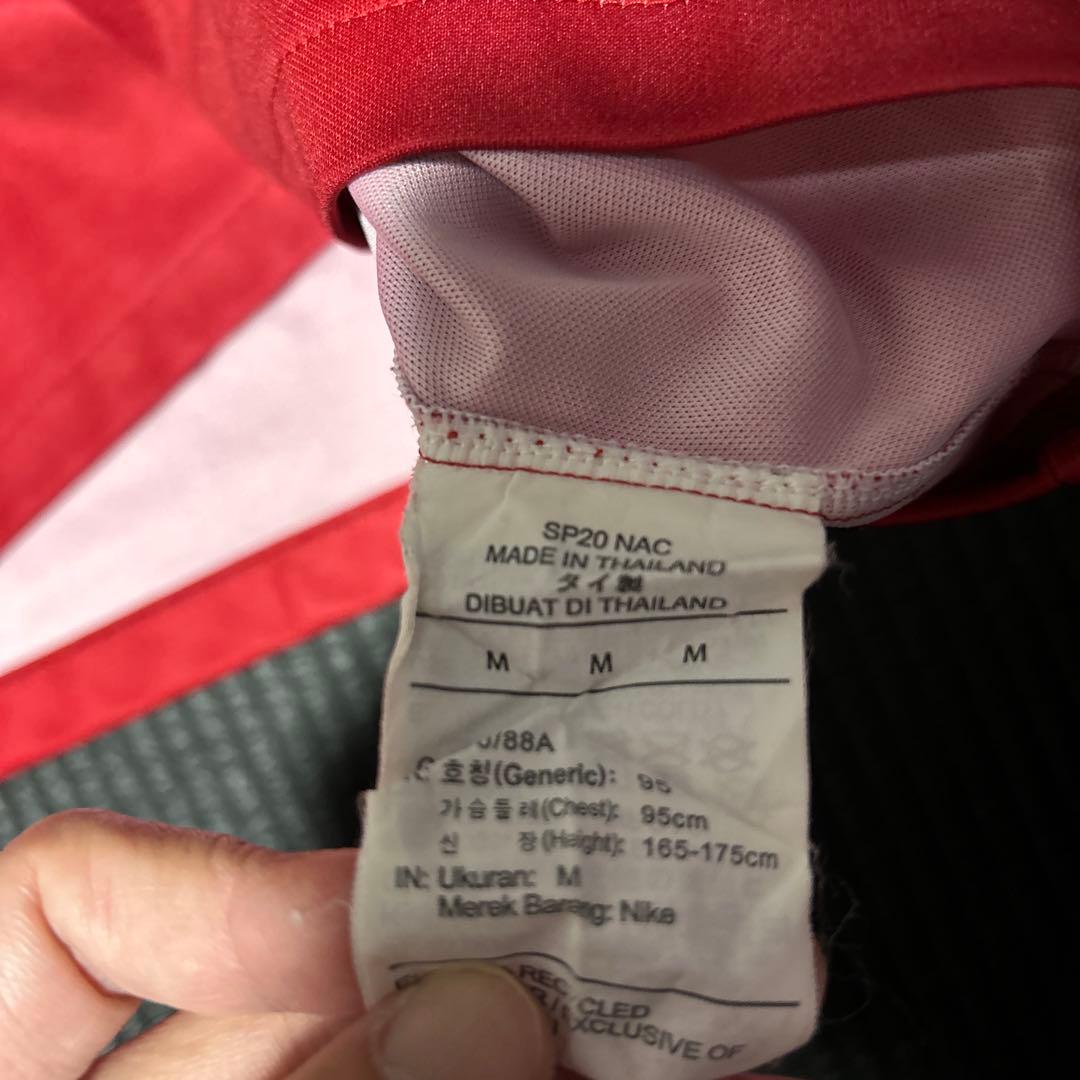 SP20 NAC
MADE IN THAILAND
タイ製
DIBUAT DI THAILAND
M M M
/88A
호칭(Generic): 95
가슴둘레(Chest): 95cm
신 장(Height): 165-175cm
IN: Ukuran: M
Merek Barang: Nike
RECYCLED
EXCLUSIVE OF